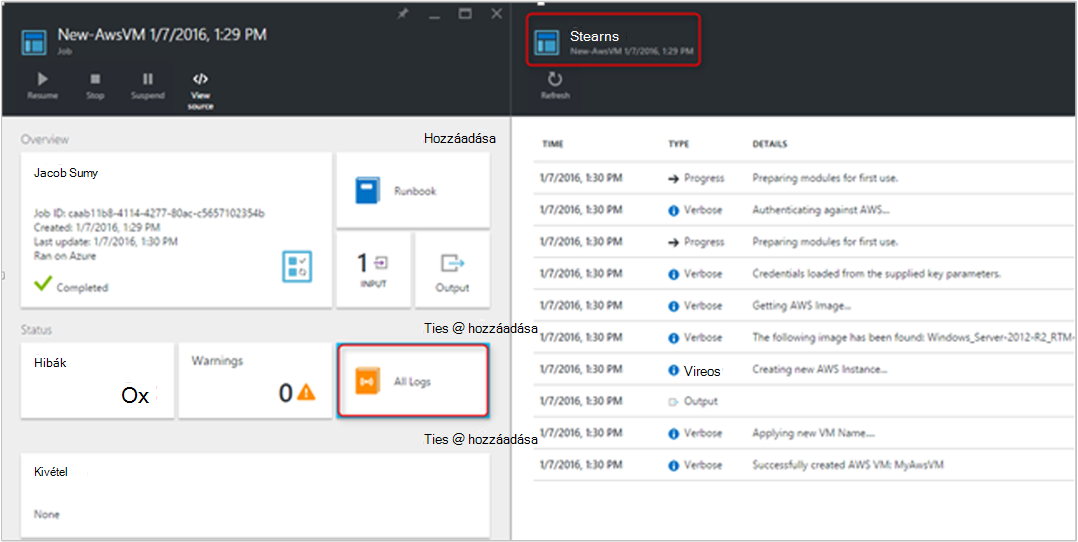 New-AwsVM 1/7/2016, 1:29 PM
Job
Resume
Stop
Suspend
View source
Overview
Hozzáadása
Jacob Sumy
Job ID: caab11b8-4114-4277-80ac-c5657102354b
Created: 1/7/2016, 1:29 PM
Last update: 1/7/2016, 1:30 PM
Ran on Azure
Completed
Runbook
1
INPUT
Output
Status
Ties @ hozzáadása
Hibák
Ox
Warnings
0
All Logs
Ties @ hozzáadása
Kivétel
None
Stearns
New-AwsVM 1/7/2016, 1:29 PM
Refresh
TIME TYPE DETAILS
1/7/2016, 1:30 PM Progress Preparing modules for first use.
1/7/2016, 1:30 PM Verbose Authenticating against AWS...
1/7/2016, 1:30 PM Progress Preparing modules for first use.
1/7/2016, 1:30 PM Verbose Credentials loaded from the supplied key parameters.
1/7/2016, 1:30 PM Verbose Getting AWS Image...
1/7/2016, 1:30 PM Verbose The following image has been found: Windows_Server-2012-R2_RTM-
1/7/2016, 1:30 PM Vireos Creating new AWS Instance...
1/7/2016, 1:30 PM Output
1/7/2016, 1:30 PM Verbose Applying new VM Name...
1/7/2016, 1:30 PM Verbose Successfully created AWS VM: MyAwsVM